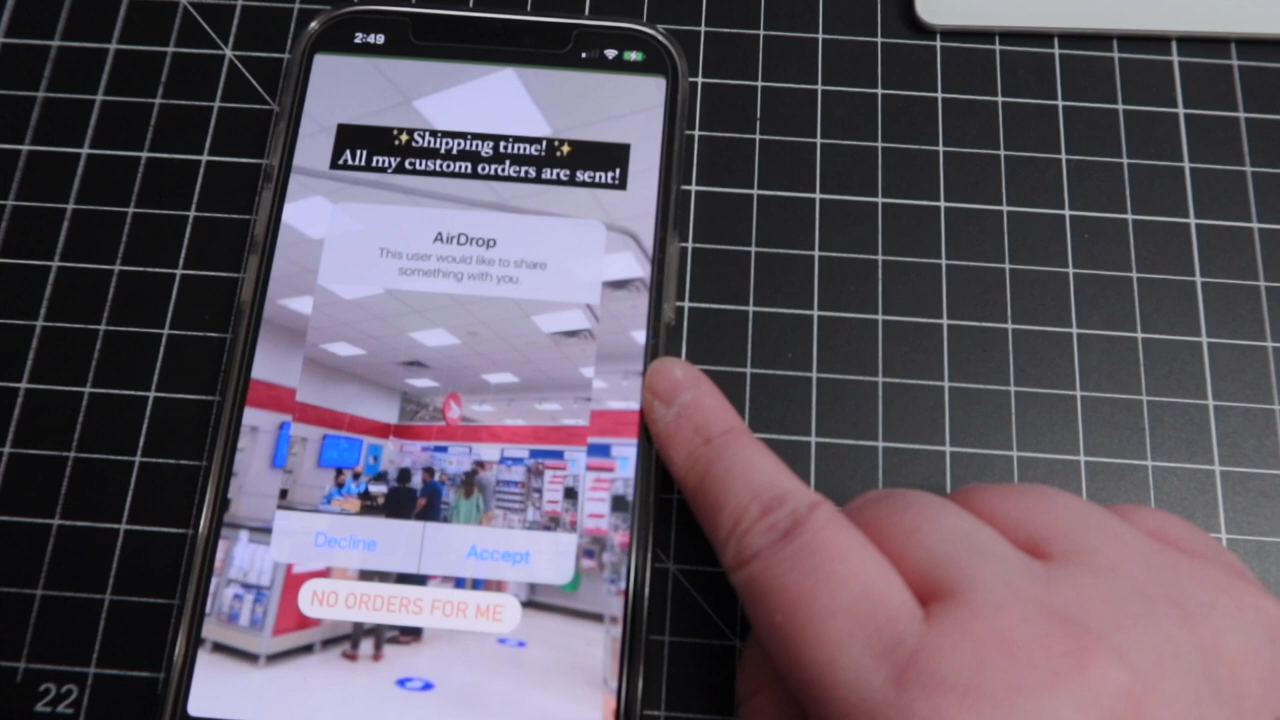 2:49
✨Shipping time! ✨
All my custom orders are sent!
AirDrop
This user would like to share
something with you.
Decline
Accept
NO ORDERS FOR ME
22